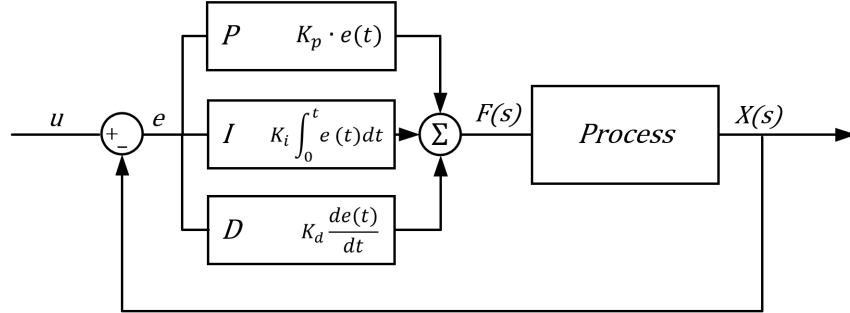 P K_p · e(t)
u
+
−
e
I K_i ∫_0^t e (t)dt
Σ
F(s)
Process
X(s)
D K_d de(t)/dt